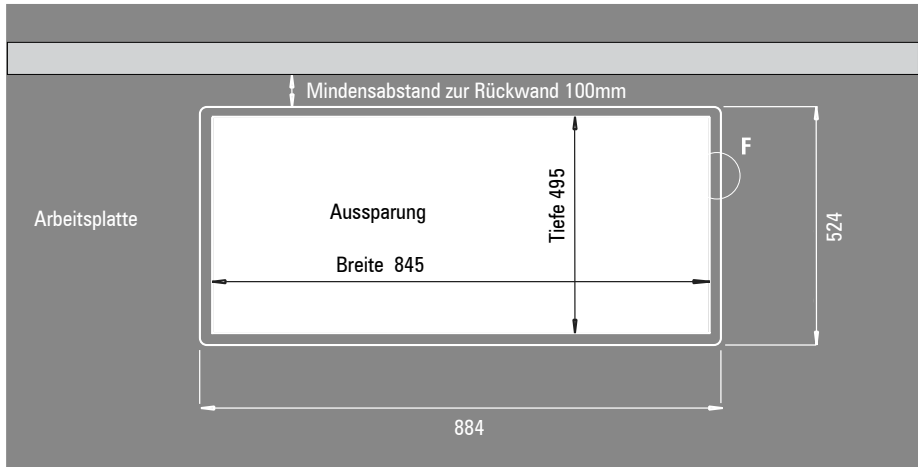 Mindensabstand zur Rückwand 100mm
F
Tiefe 495
Arbeitsplatte
Aussparung
524
Breite 845
884